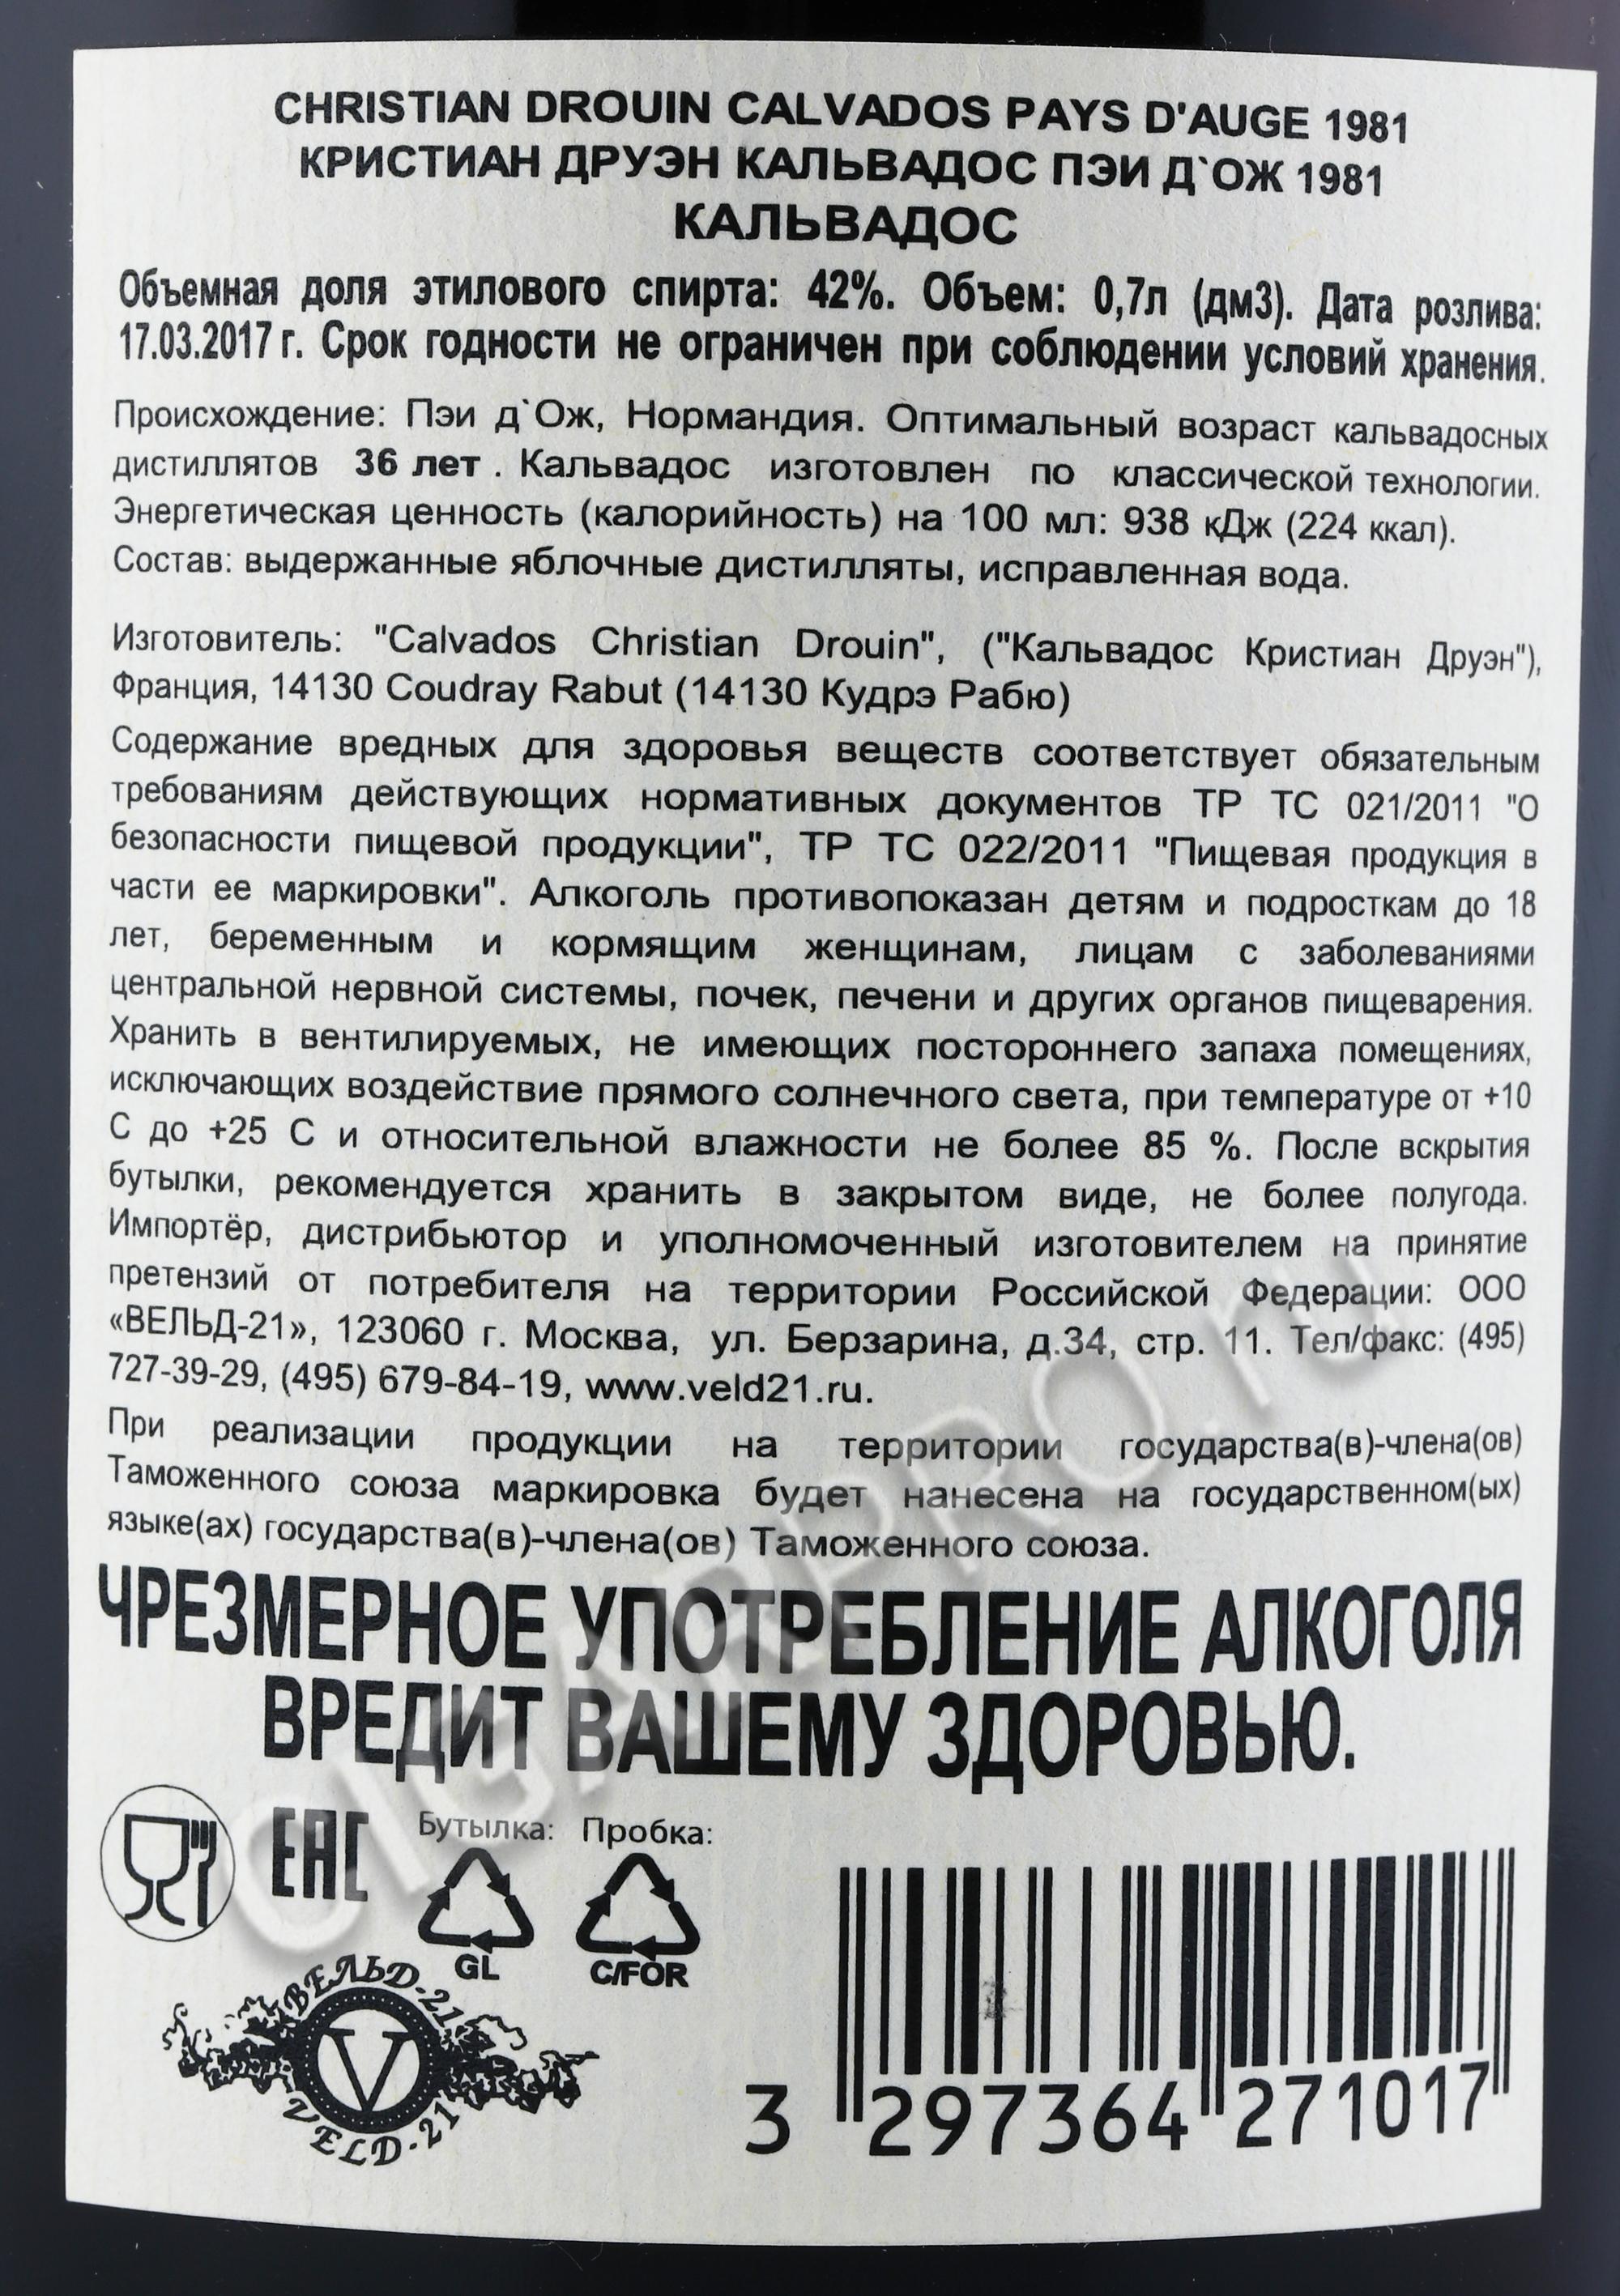 CHRISTIAN DROUIN CALVADOS PAYS D'AUGE 1981
КРИСТИАН ДРУЭН КАЛЬВАДОС ПЭИ Д`ОЖ 1981
КАЛЬВАДОС
Объемная доля этилового спирта: 42%. Объем: 0,7л (дм3). Дата розлива:
17.03.2017 г. Срок годности не ограничен при соблюдении условий хранения.
Происхождение: Пэи д`Ож, Нормандия. Оптимальный возраст кальвадосных
дистиллятов 36 лет . Кальвадос изготовлен по классической технологии.
Энергетическая ценность (калорийность) на 100 мл: 938 кДж (224 ккал).
Состав: выдержанные яблочные дистилляты, исправленная вода.
Изготовитель: "Calvados Christian Drouin", ("Кальвадос Кристиан Друэн"),
Франция, 14130 Coudray Rabut (14130 Кудрэ Рабю)
Содержание вредных для здоровья веществ соответствует обязательным
требованиям действующих нормативных документов ТР ТС 021/2011 "О
безопасности пищевой продукции", ТР ТС 022/2011 "Пищевая продукция в
части ее маркировки". Алкоголь противопоказан детям и подросткам до 18
лет, беременным и кормящим женщинам, лицам с заболеваниями
центральной нервной системы, почек, печени и других органов пищеварения.
Хранить в вентилируемых, не имеющих постороннего запаха помещениях,
исключающих воздействие прямого солнечного света, при температуре от +10
С до +25 С и относительной влажности не более 85 %. После вскрытия
бутылки, рекомендуется хранить в закрытом виде, не более полугода.
Импортёр, дистрибьютор и уполномоченный изготовителем на принятие
претензий от потребителя на территории Российской Федерации: ООО
«ВЕЛЬД-21», 123060 г. Москва, ул. Берзарина, д.34, стр. 11. Тел/факс: (495)
727-39-29, (495) 679-84-19, www.veld21.ru.
При реализации продукции на территории государства(в)-члена(ов)
Таможенного союза маркировка будет нанесена на государственном(ых)
языке(ах) государства(в)-члена(ов) Таможенного союза.
ЧРЕЗМЕРНОЕ УПОТРЕБЛЕНИЕ АЛКОГОЛЯ
ВРЕДИТ ВАШЕМУ ЗДОРОВЬЮ.
EAC
Бутылка: Пробка:
GL C/FOR
ВЕЛЬД-21
V
VELD-21
3 297364 271017
CIGARPRO.ru